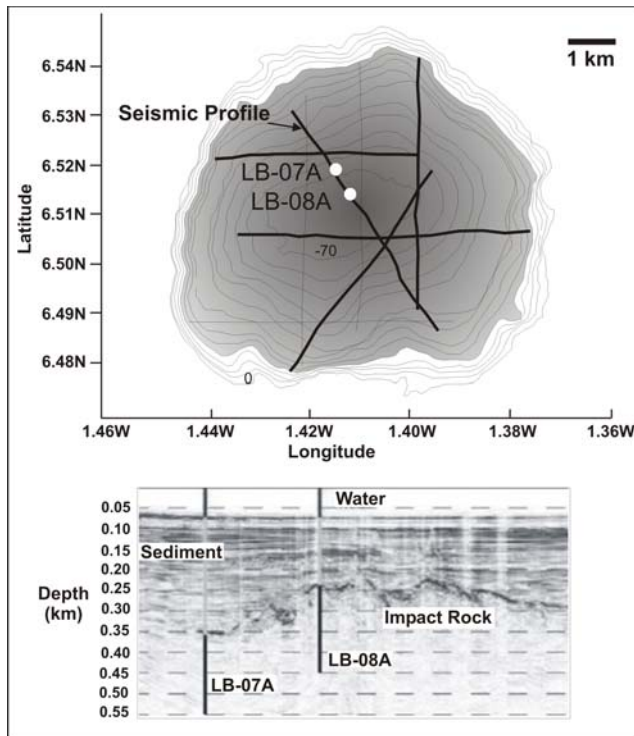 1 km
6.54N
6.53N
6.52N
6.51N
6.50N
6.49N
6.48N
Latitude
Seismic Profile
LB-07A
LB-08A
-70
0
1.46W 1.44W 1.42W 1.40W 1.38W 1.36W
Longitude
Depth
(km)
0.05
0.10
0.15
0.20
0.25
0.30
0.35
0.40
0.45
0.50
0.55
Water
Sediment
Impact Rock
LB-08A
LB-07A